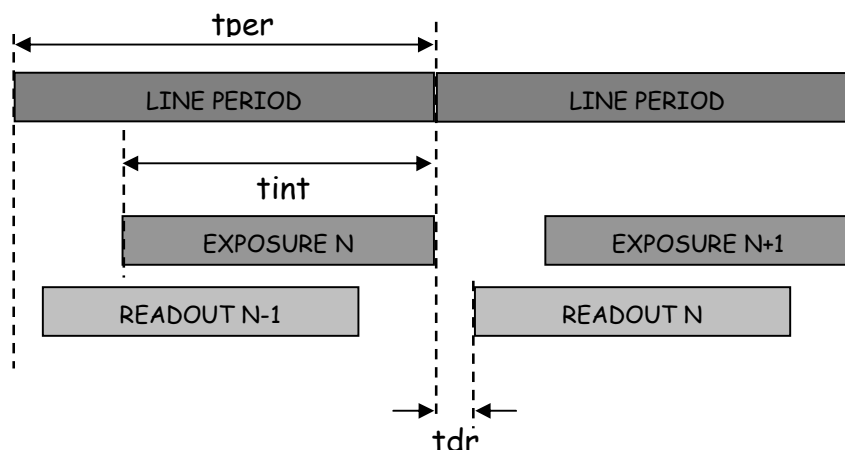 tper
LINE PERIOD LINE PERIOD
tint
EXPOSURE N EXPOSURE N+1
READOUT N-1 READOUT N
tdr